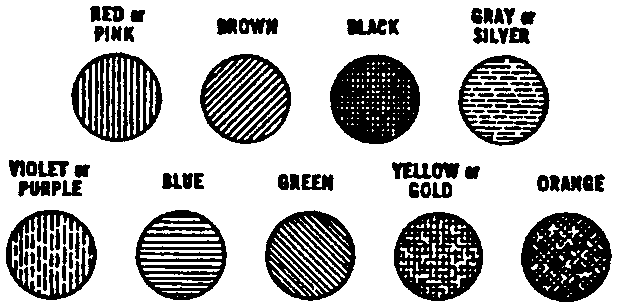 RED or
PINK
BROWN
BLACK
GRAY or
SILVER
VIOLET or
PURPLE
BLUE
GREEN
YELLOW or
GOLD
ORANGE